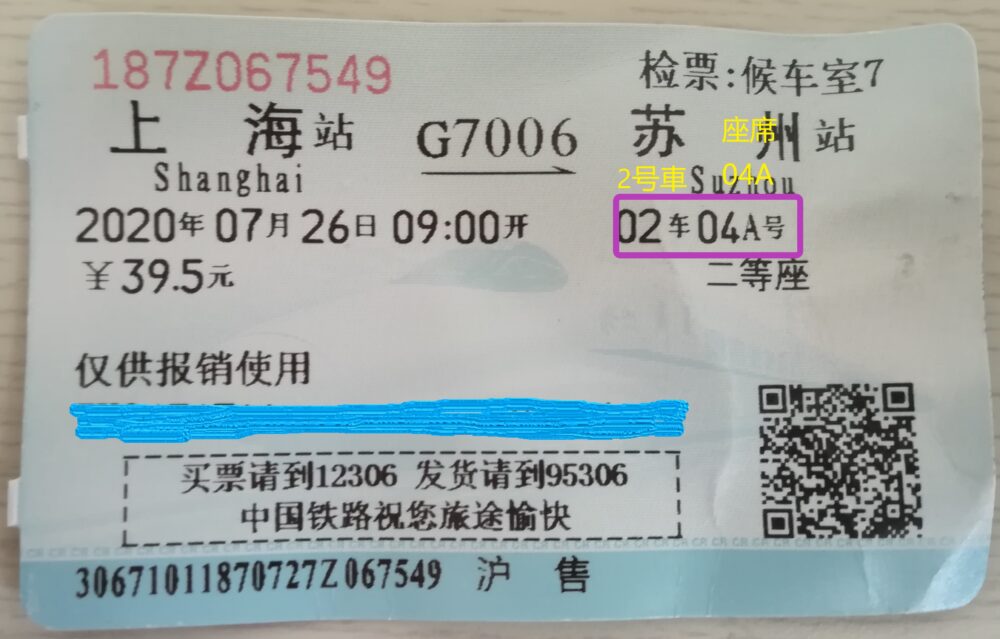 187Z067549
检票:候车室7
上海站
G7006
苏州站
座席
Shanghai
2号車
04A
Suzhou
2020年07月26日09:00开
02车04A号
￥39.5元
二等座
仅供报销使用
买票请到12306 发货请到95306
中国铁路祝您旅途愉快
30671011870727Z067549 沪售